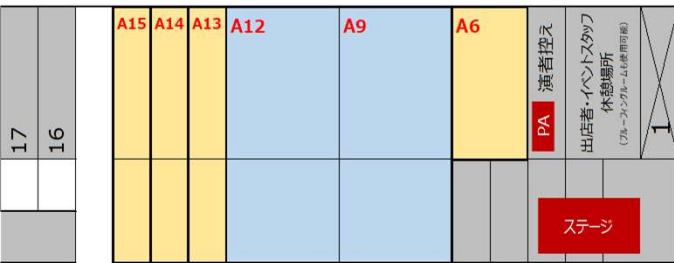 A15
A14
A13
A12
A9
A6
PA
演者控え
出店者・イベントスタッフ
休憩場所
(ブルーフィングルームも使用可能)
1
17
16
ステージ